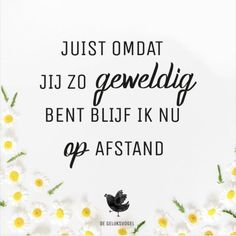 JUIST OMDAT
JIJ ZO geweldig
BENT BLIJF IK NU
op AFSTAND
DE GELUKSVOGEL